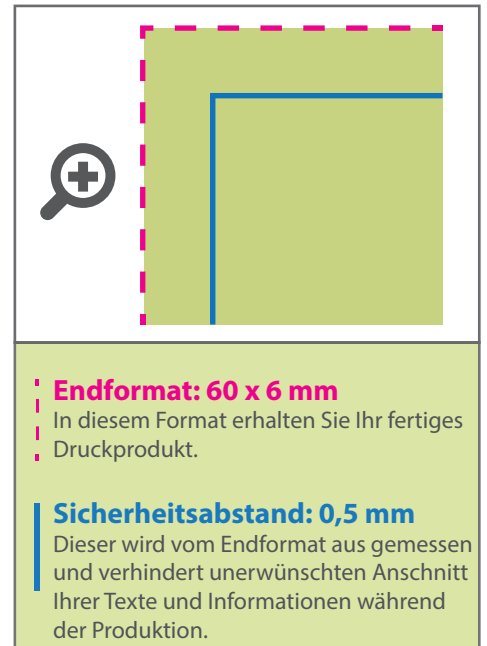 Endformat: 60 x 6 mm
In diesem Format erhalten Sie Ihr fertiges
Druckprodukt.
Sicherheitsabstand: 0,5 mm
Dieser wird vom Endformat aus gemessen
und verhindert unerwünschten Anschnitt
Ihrer Texte und Informationen während
der Produktion.